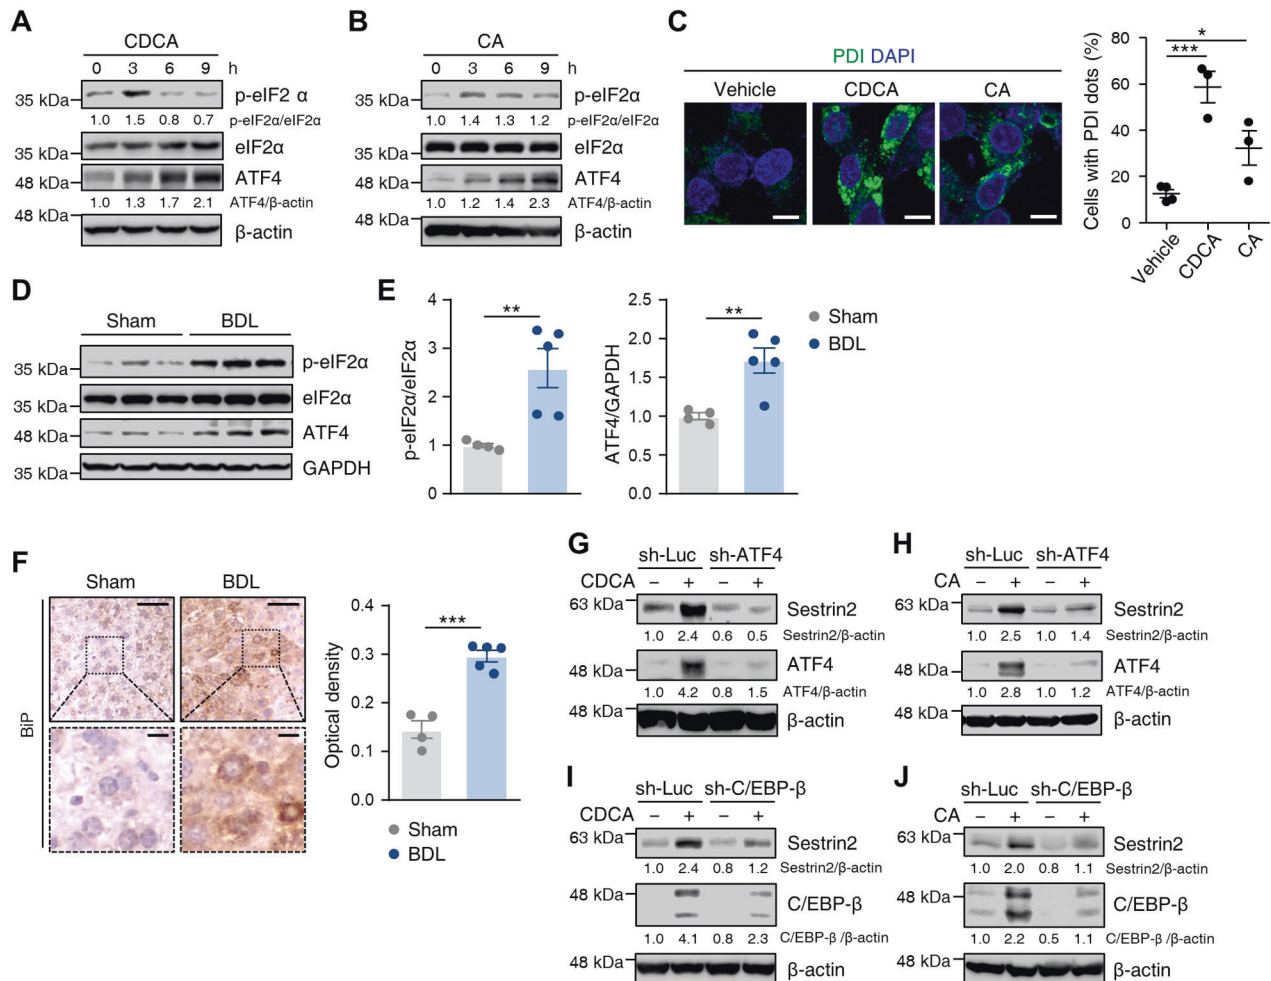 A
CDCA
0 3 6 9 h
35 kDa
p-eIF2 α
1.0 1.5 0.8 0.7 p-eIF2α/eIF2α
35 kDa
eIF2α
48 kDa
ATF4
1.0 1.3 1.7 2.1 ATF4/β-actin
48 kDa
β-actin
B
CA
0 3 6 9 h
35 kDa
p-eIF2α
1.0 1.4 1.3 1.2 p-eIF2α/eIF2α
35 kDa
eIF2α
48 kDa
ATF4
1.0 1.2 1.4 2.3 ATF4/β-actin
48 kDa
β-actin
C
PDI DAPI
Vehicle CDCA CA
Cells with PDI dots (%)
80
60
40
20
0
*
***
Vehicle
CDCA
CA
D
Sham BDL
35 kDa
p-eIF2α
35 kDa
eIF2α
48 kDa
ATF4
35 kDa
GAPDH
E
p-eIF2α/eIF2α
4
3
2
1
0
**
ATF4/GAPDH
2.5
2.0
1.5
1.0
0.5
0.0
**
Sham
BDL
F
Sham BDL
BiP
Optical density
0.4
0.3
0.2
0.1
0.0
***
Sham
BDL
G
sh-Luc sh-ATF4
CDCA − + − +
63 kDa
Sestrin2
1.0 2.4 0.6 0.5 Sestrin2/β-actin
48 kDa
ATF4
1.0 4.2 0.8 1.5 ATF4/β-actin
48 kDa
β-actin
H
sh-Luc sh-ATF4
CA − + − +
63 kDa
Sestrin2
1.0 2.5 1.0 1.4 Sestrin2/β-actin
48 kDa
ATF4
1.0 2.8 1.0 1.2 ATF4/β-actin
48 kDa
β-actin
I
sh-Luc sh-C/EBP-β
CDCA − + − +
63 kDa
Sestrin2
1.0 2.4 0.8 1.2 Sestrin2/β-actin
48 kDa
C/EBP-β
1.0 4.1 0.8 2.3 C/EBP-β /β-actin
48 kDa
β-actin
J
sh-Luc sh-C/EBP-β
CA − + − +
63 kDa
Sestrin2
1.0 2.0 0.8 1.1 Sestrin2/β-actin
48 kDa
C/EBP-β
1.0 2.2 0.5 1.1 C/EBP-β /β-actin
48 kDa
β-actin